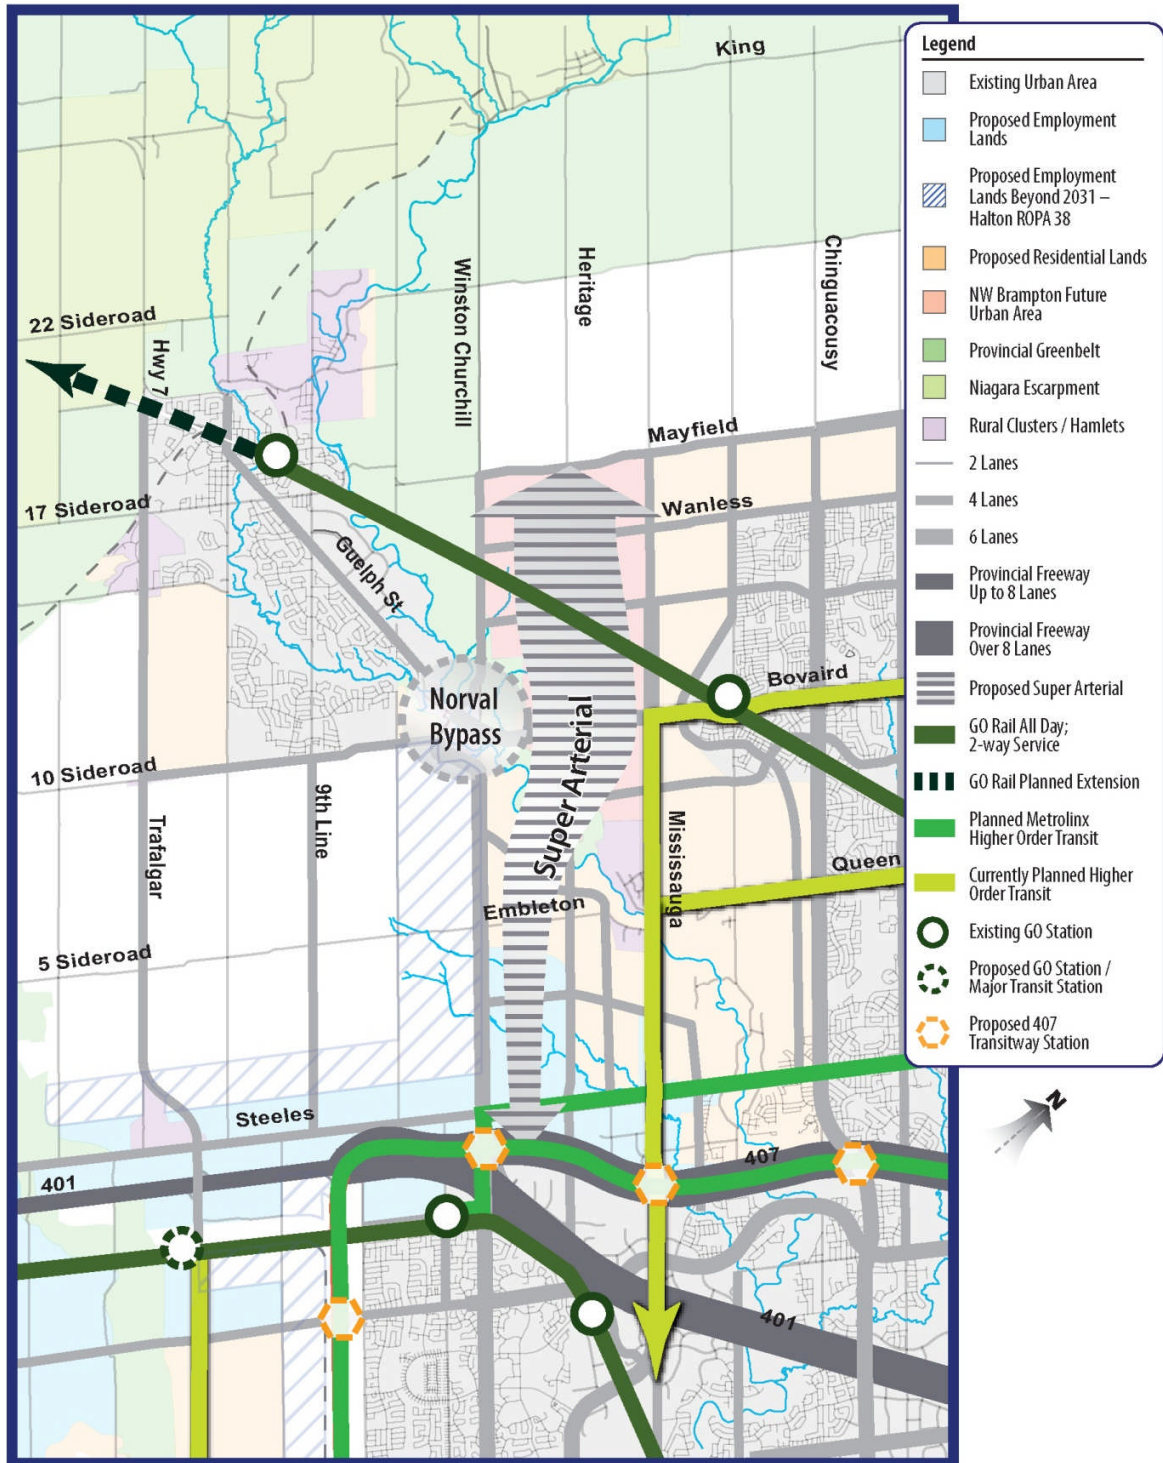 King
Winston Churchill
Heritage
Chinguacousy
22 Sideroad
Hwy 7
Mayfield
17 Sideroad
Wanless
Guelph St
Bovaird
Norval
Bypass
Super Arterial
10 Sideroad
Trafalgar
9th Line
Mississauga
Queen
Embleton
5 Sideroad
Steeles
407
401
401
Legend
Existing Urban Area
Proposed Employment
Lands
Proposed Employment
Lands Beyond 2031 –
Halton ROPA 38
Proposed Residential Lands
NW Brampton Future
Urban Area
Provincial Greenbelt
Niagara Escarpment
Rural Clusters / Hamlets
2 Lanes
4 Lanes
6 Lanes
Provincial Freeway
Up to 8 Lanes
Provincial Freeway
Over 8 Lanes
Proposed Super Arterial
GO Rail All Day;
2-way Service
GO Rail Planned Extension
Planned Metrolinx
Higher Order Transit
Currently Planned Higher
Order Transit
Existing GO Station
Proposed GO Station /
Major Transit Station
Proposed 407
Transitway Station
N